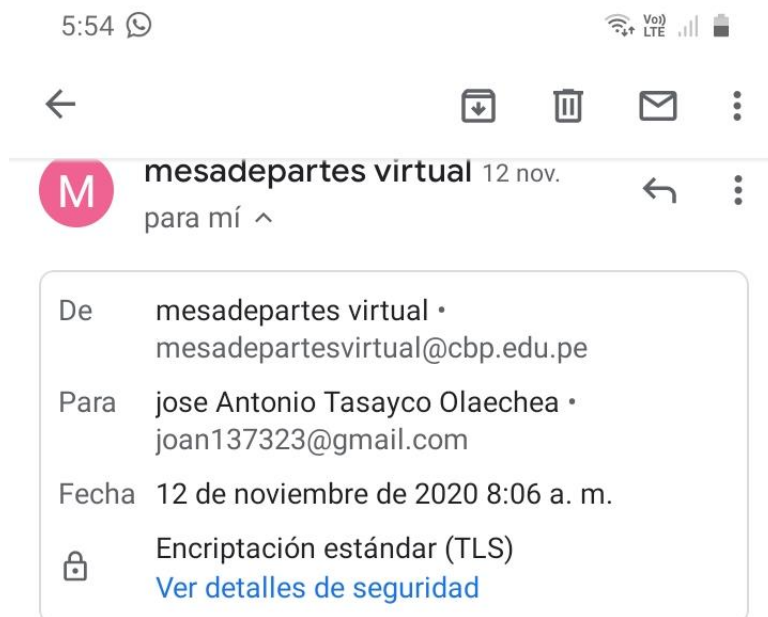 5:54
Vo)) LTE
mesadepartes virtual 12 nov.
M
para mí
De mesadepartes virtual •
mesadepartesvirtual@cbp.edu.pe
Para jose Antonio Tasayco Olaechea •
joan137323@gmail.com
Fecha 12 de noviembre de 2020 8:06 a. m.
Encriptación estándar (TLS)
Ver detalles de seguridad